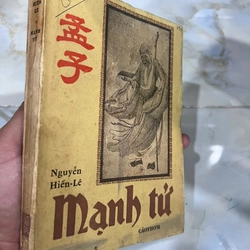 孟子
Nguyễn
Hiến-Lê
Mạnh tử